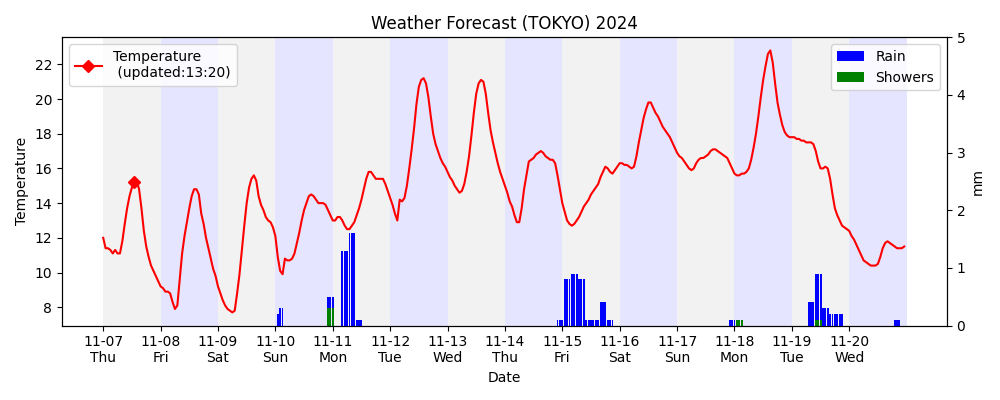 Weather Forecast (TOKYO) 2024
Temperature
(updated:13:20)
Rain
Showers
Temperature
22
20
18
16
14
12
10
8
5
4
3
2
1
0
mm
11-07 11-08 11-09 11-10 11-11 11-12 11-13 11-14 11-15 11-16 11-17 11-18 11-19 11-20
Thu Fri Sat Sun Mon Tue Wed Thu Fri Sat Sun Mon Tue Wed
Date